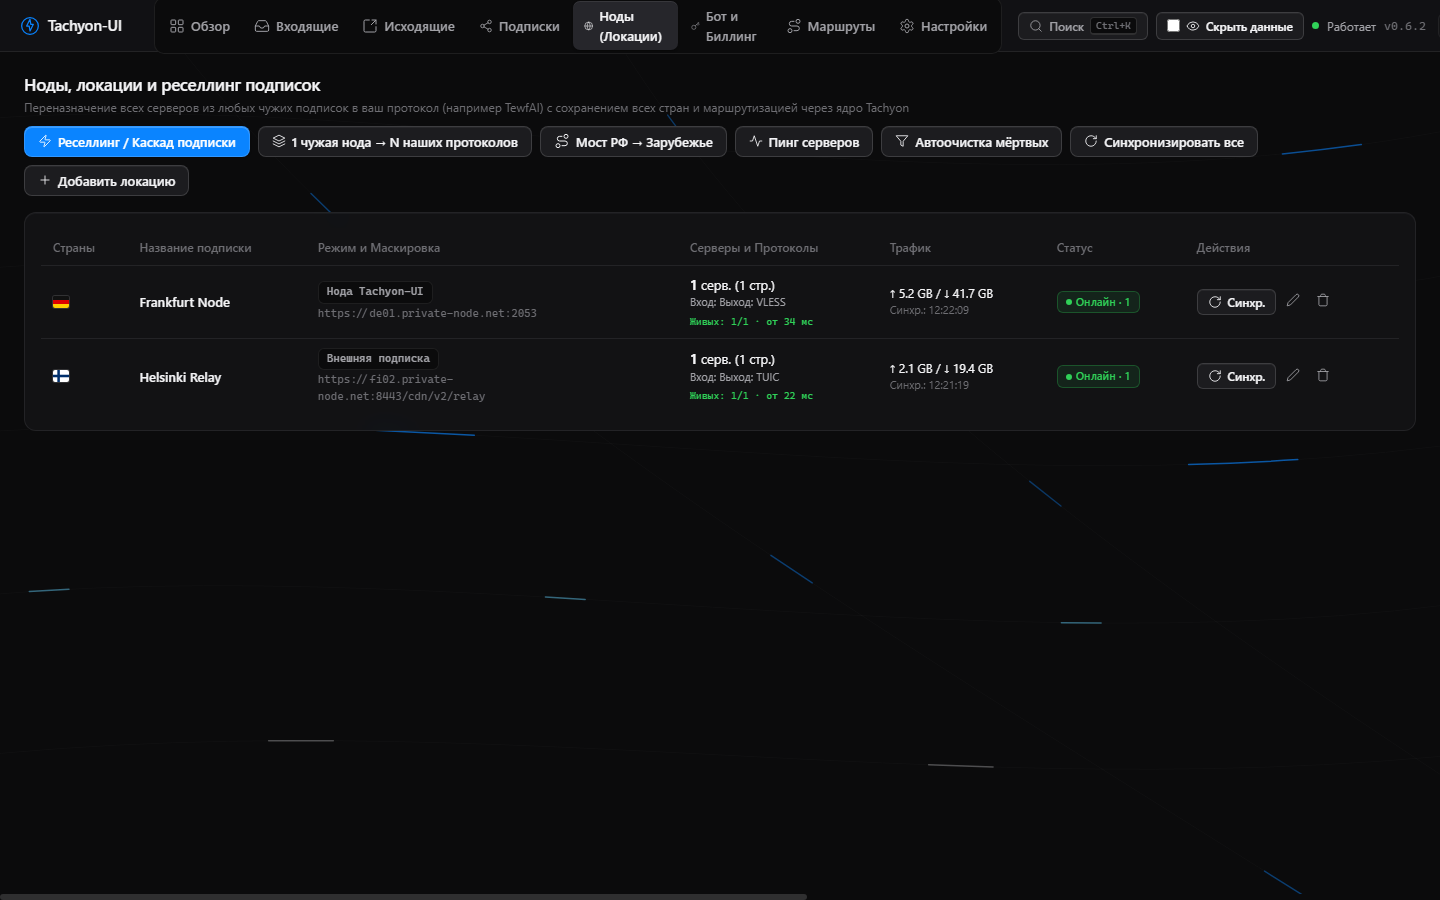 Tachyon-UI
Обзор
Входящие
Исходящие
Подписки
Ноды
(Локации)
Бот и
Биллинг
Маршруты
Настройки
Поиск Ctrl+K
Скрыть данные
Работает v0.6.2
Ноды, локации и реселлинг подписок
Переназначение всех серверов из любых чужих подписок в ваш протокол (например TewfAI) с сохранением всех стран и маршрутизацией через ядро Tachyon
Реселлинг / Каскад подписки
1 чужая нода → N наших протоколов
Мост РФ → Зарубежье
Пинг серверов
Автоочистка мёртвых
Синхронизировать все
+ Добавить локацию
Страны Название подписки Режим и Маскировка Серверы и Протоколы Трафик Статус Действия
Frankfurt Node
Нода Tachyon-UI
https://de01.private-node.net:2053
1 серв. (1 стр.)
Вход: Выход: VLESS
Живых: 1/1 · от 34 мс
↑ 5.2 GB / ↓ 41.7 GB
Синхр.: 12:22:09
Онлайн · 1
Синхр.
Helsinki Relay
Внешняя подписка
https://fi02.private-
node.net:8443/cdn/v2/relay
1 серв. (1 стр.)
Вход: Выход: TUIC
Живых: 1/1 · от 22 мс
↑ 2.1 GB / ↓ 19.4 GB
Синхр.: 12:21:19
Онлайн · 1
Синхр.